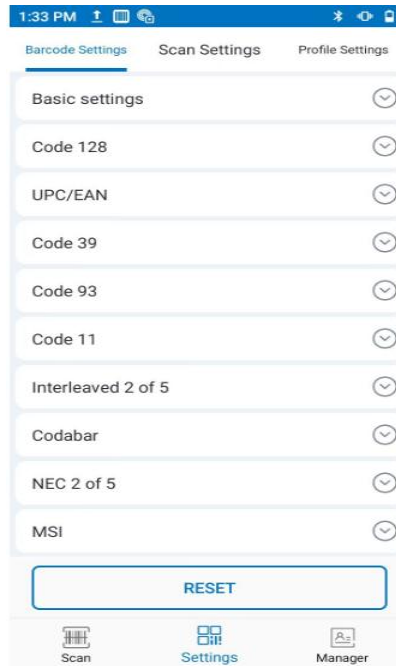 1:33 PM
Barcode Settings Scan Settings Profile Settings
Basic settings
Code 128
UPC/EAN
Code 39
Code 93
Code 11
Interleaved 2 of 5
Codabar
NEC 2 of 5
MSI
RESET
Scan Settings Manager